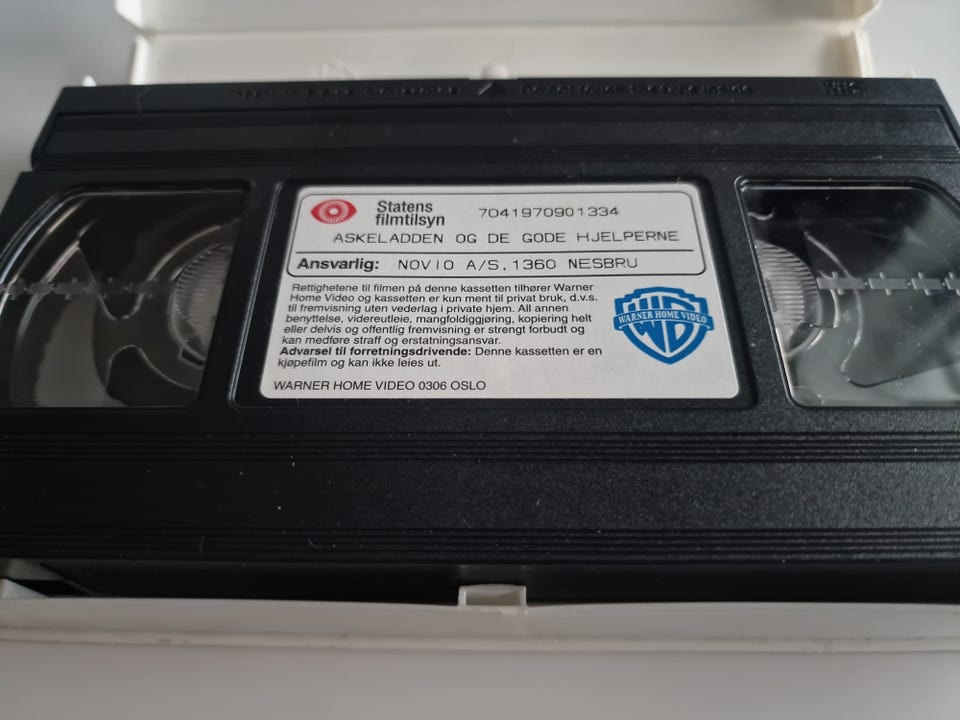 VHS
Statens
filmtilsyn
7041970901334
ASKELADDEN OG DE GODE HJELPERNE
Ansvarlig: NOVIO A/S, 1360 NESBRU
Rettighetene til filmen på denne kassetten tilhører Warner
Home Video og kassetten er kun ment til privat bruk, d.v.s.
til fremvisning uten vederlag i private hjem. All annen
benyttelse, videreutleie, mangfoldiggjøring, kopiering helt
eller delvis og offentlig fremvisning er strengt forbudt og
kan medføre straff og erstatningsansvar.
Advarsel til forretningsdrivende: Denne kassetten er en
kjøpefilm og kan ikke leies ut.
WARNER HOME VIDEO 0306 OSLO
WB
WARNER HOME VIDEO